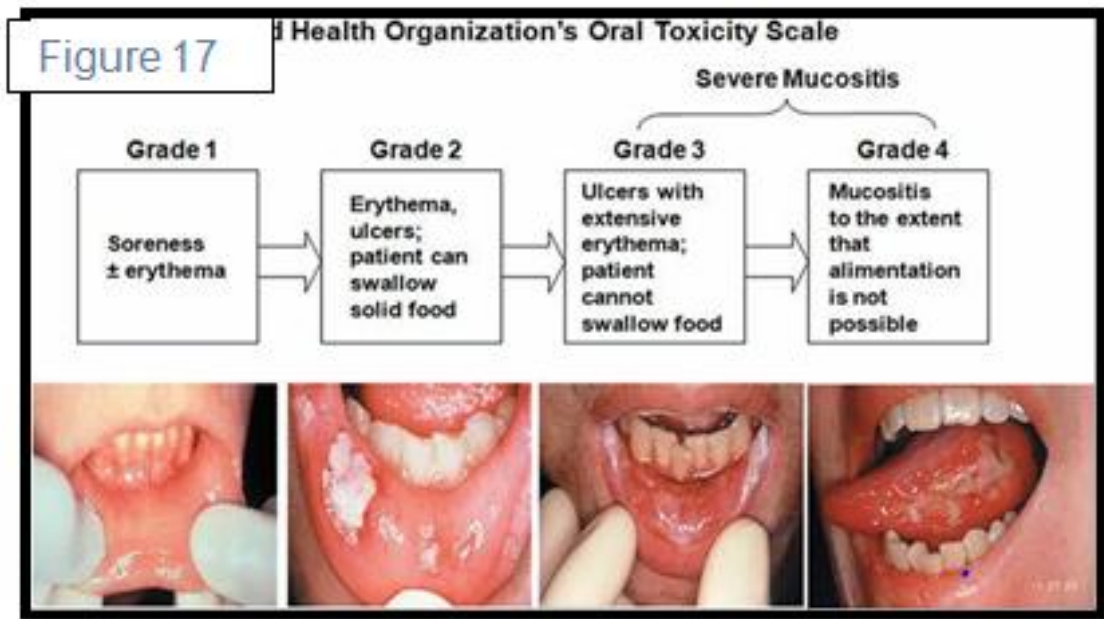 Figure 17
d Health Organization's Oral Toxicity Scale
Severe Mucositis
Grade 1
Grade 2
Grade 3
Grade 4
Soreness
± erythema
Erythema,
ulcers;
patient can
swallow
solid food
Ulcers with
extensive
erythema;
patient
cannot
swallow food
Mucositis
to the extent
that
alimentation
is not
possible